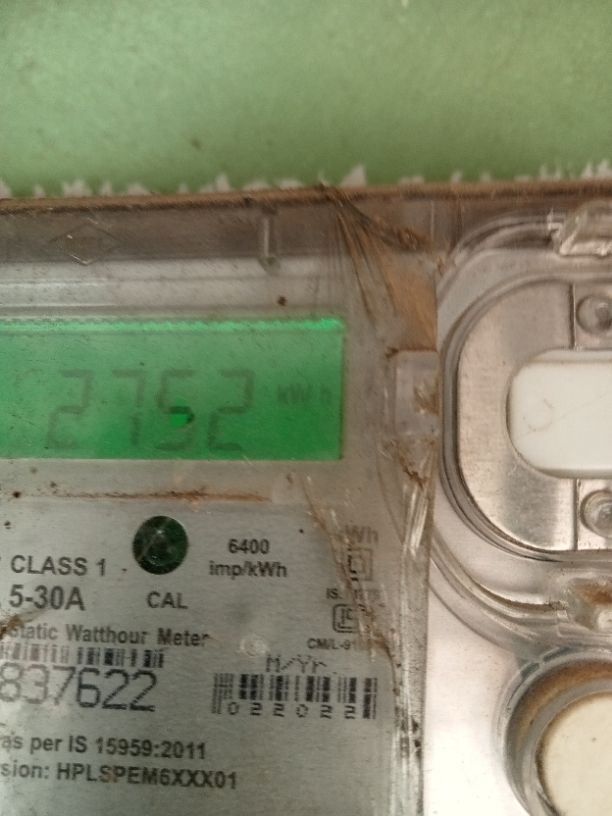 2752 kWh
CLASS 1
5-30A
CAL
6400
imp/kWh
kWh
Static Watthour Meter
837622
M/Yr
022022
as per IS 15959:2011
sion: HPLSPEM6XXX01